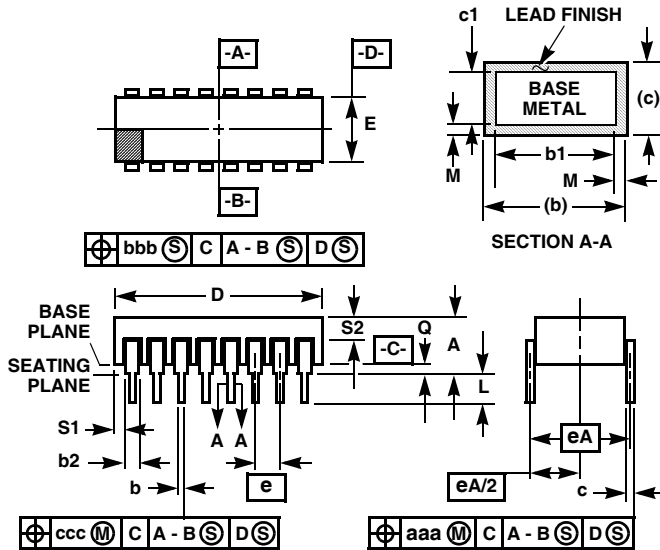 c1 LEAD FINISH
-A- -D-
BASE METAL
(c)
E
M
b1
M
(b)
-B-
SECTION A-A
⌖ bbb Ⓢ C A - B Ⓢ D Ⓢ
D
BASE PLANE
S2
Q
A
-C-
SEATING PLANE
L
S1
A A
eA
b2
b
e
eA/2
c
⌖ ccc Ⓜ C A - B Ⓢ D Ⓢ
⌖ aaa Ⓜ C A - B Ⓢ D Ⓢ